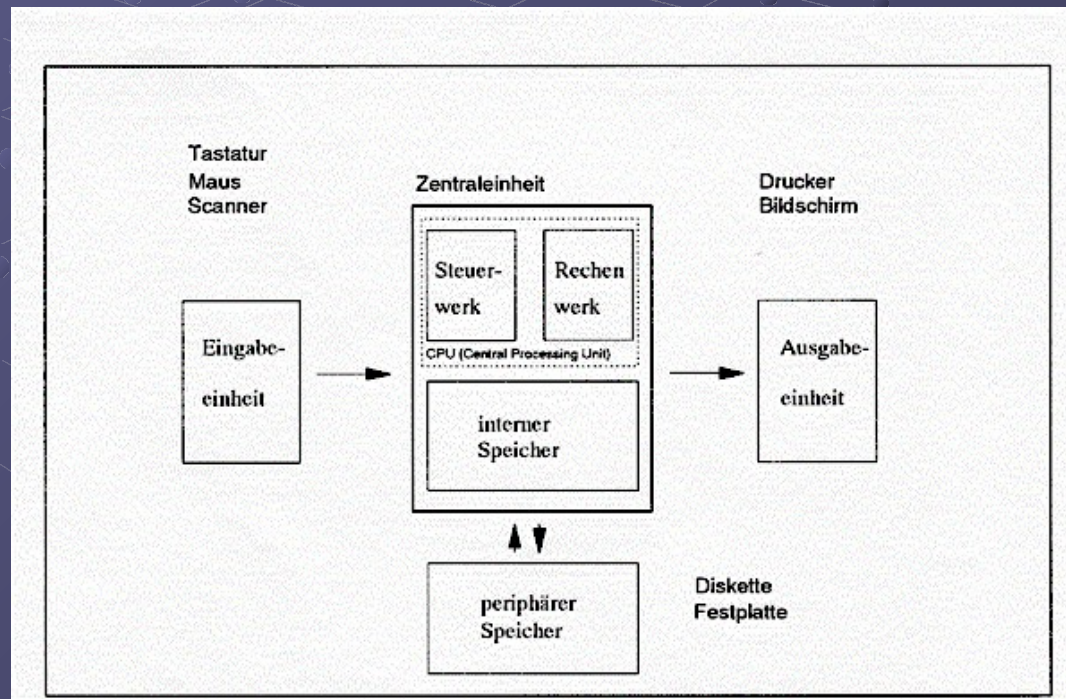 Tastatur
Maus
Scanner
Zentraleinheit
Drucker
Bildschirm
Steuer-
werk
Rechen
werk
CPU (Central Processing Unit)
Eingabe-
einheit
interner
Speicher
Ausgabe-
einheit
periphärer
Speicher
Diskette
Festplatte